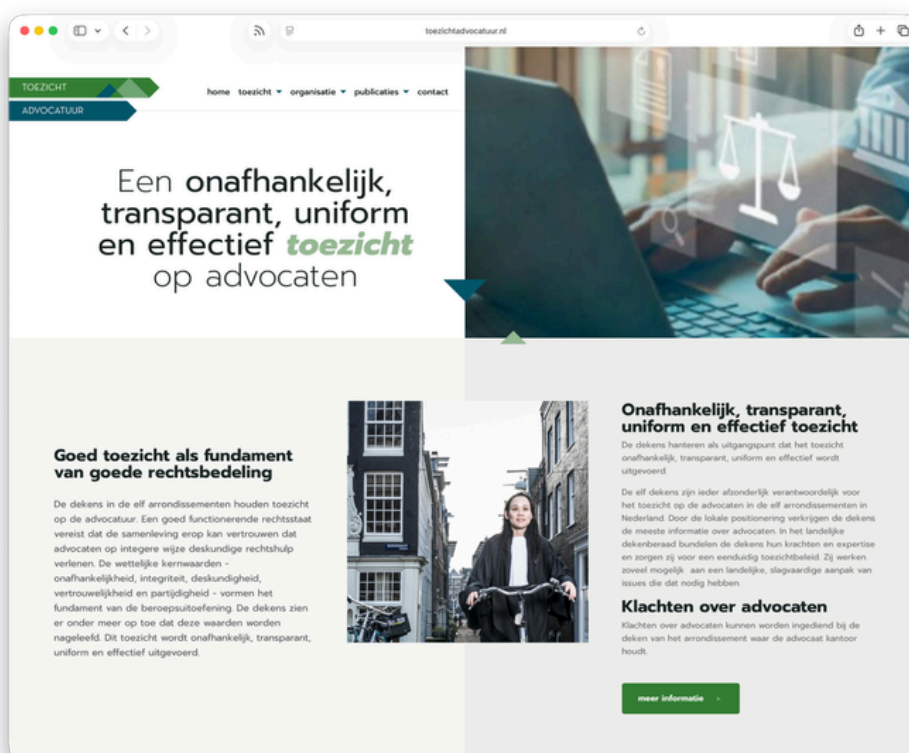 toezichtadvocatuur.nl
TOEZICHT
ADVOCATUUR
home toezicht organisatie publicaties contact
Een onafhankelijk,
transparant, uniform
en effectief toezicht
op advocaten
Goed toezicht als fundament
van goede rechtsbedeling
De dekens in de elf arrondissementen houden toezicht
op de advocatuur. Een goed functionerende rechtsstaat
vereist dat de samenleving erop kan vertrouwen dat
advocaten op integere wijze deskundige rechtshulp
verlenen. De wettelijke kernwaarden -
onafhankelijkheid, integriteit, deskundigheid,
vertrouwelijkheid en partijdigheid - vormen het
fundament van de beroepsuitoefening. De dekens zien
er onder meer op toe dat deze waarden worden
nageleefd. Dit toezicht wordt onafhankelijk, transparant,
uniform en effectief uitgevoerd.
Onafhankelijk, transparant,
uniform en effectief toezicht
De dekens hanteren als uitgangspunt dat het toezicht
onafhankelijk, transparant, uniform en effectief wordt
uitgevoerd.
De elf dekens zijn ieder afzonderlijk verantwoordelijk voor
het toezicht op de advocaten in de elf arrondissementen in
Nederland. Door de lokale positionering verkrijgen de dekens
de meeste informatie over advocaten. In het landelijke
dekenberaad bundelen de dekens hun krachten en expertise
en zorgen zij voor een eenduidig toezichtbeleid. Zij werken
zoveel mogelijk aan een landelijke, slagvaardige aanpak van
issues die dat nodig hebben.
Klachten over advocaten
Klachten over advocaten kunnen worden ingediend bij de
deken van het arrondissement waar de advocaat kantoor
houdt.
meer informatie